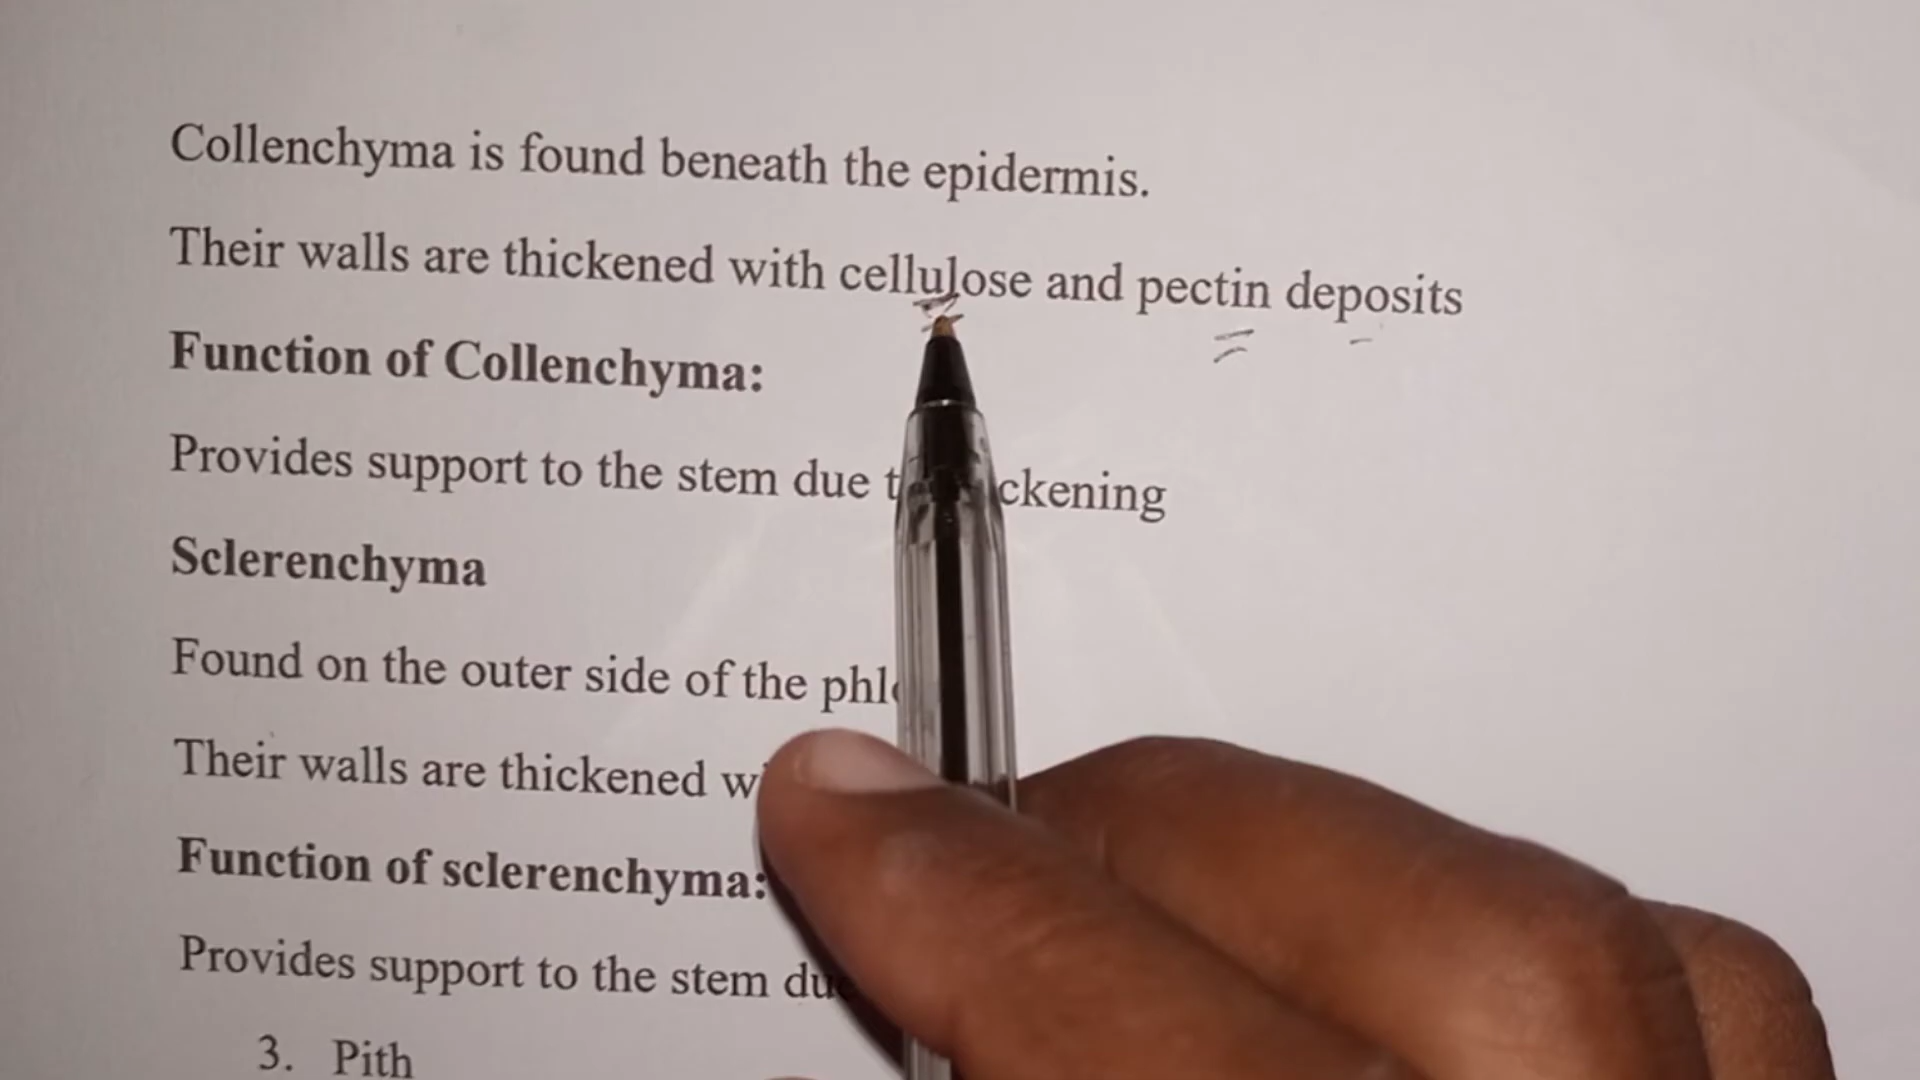 Collenchyma is found beneath the epidermis.
Their walls are thickened with cellulose and pectin deposits
Function of Collenchyma:
Provides support to the stem due
Sclerenchyma
Found on the outer side of the
Their walls are thickened
Function of sclerenchyma:
Provides support to the stem
3. Pith